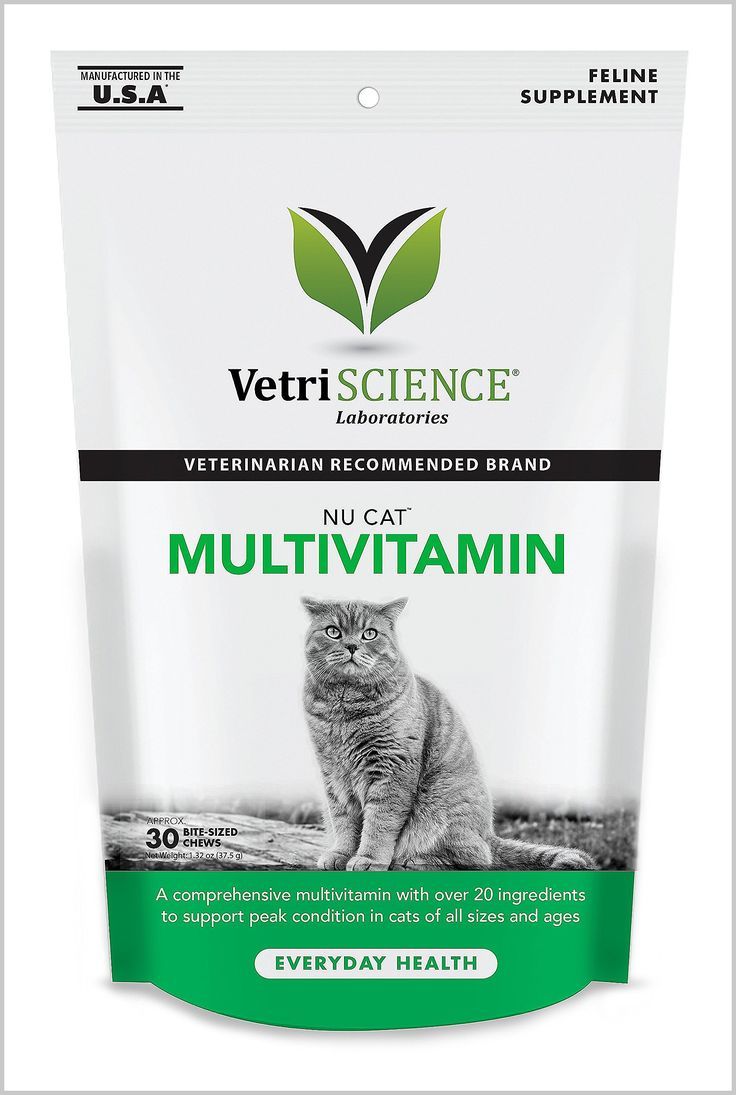 MANUFACTURED IN THE
U.S.A*
FELINE
SUPPLEMENT
VetriSCIENCE®
Laboratories
VETERINARIAN RECOMMENDED BRAND
NU CAT™
MULTIVITAMIN
APPROX.
30 BITE-SIZED
CHEWS
Net Weight: 1.32 oz (37.5 g)
A comprehensive multivitamin with over 20 ingredients
to support peak condition in cats of all sizes and ages
EVERYDAY HEALTH